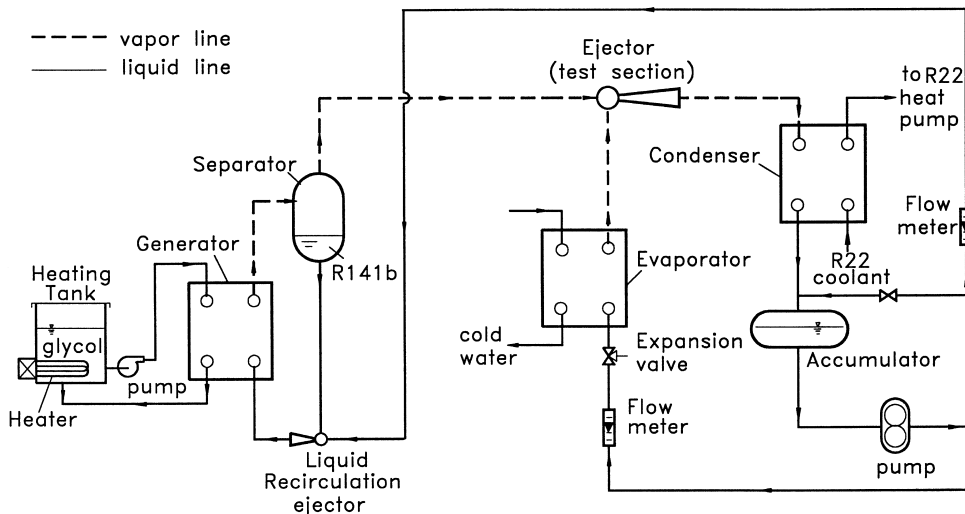 vapor line
liquid line
Ejector
(test section)
to R22
heat
pump
Separator
Condenser
Flow
meter
Generator
R141b
Evaporator
R22
coolant
Heating
Tank
glycol
cold
water
Expansion
valve
Accumulator
pump
Heater
Flow
meter
Liquid
Recirculation
ejector
pump